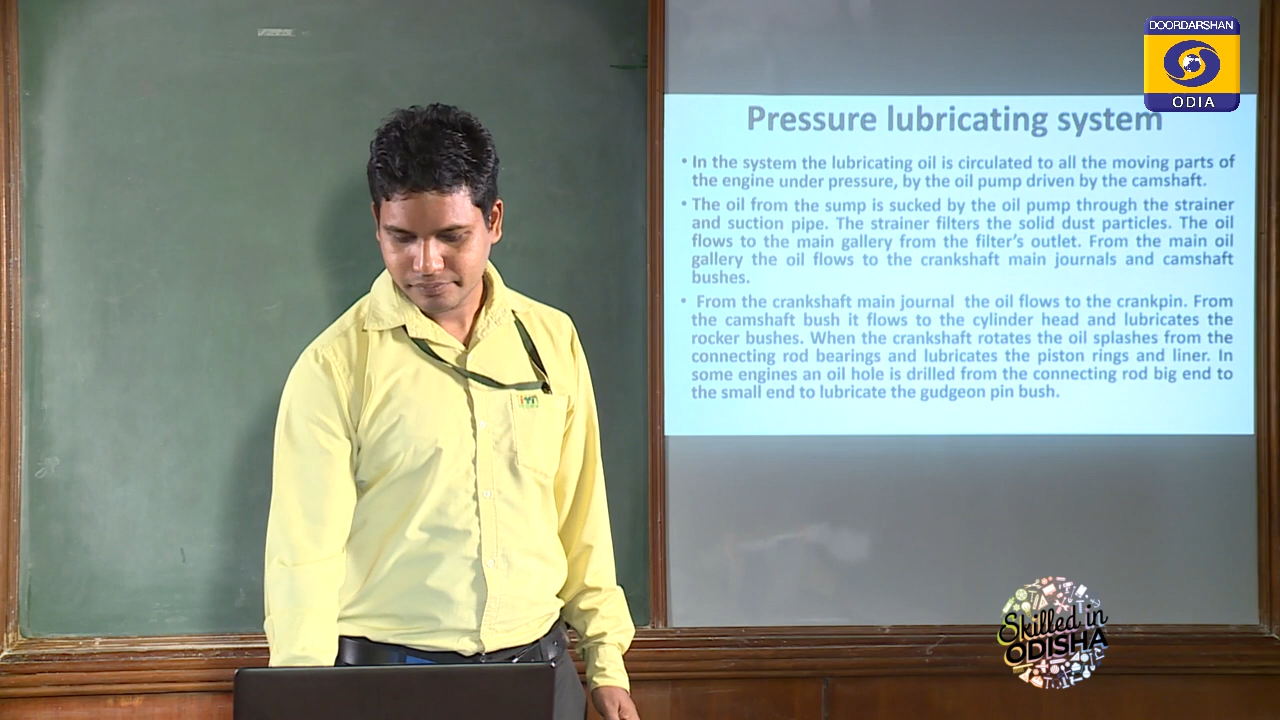 DOORDARSHAN
ODIA
Pressure lubricating system
• In the system the lubricating oil is circulated to all the moving parts of
the engine under pressure, by the oil pump driven by the camshaft.
• The oil from the sump is sucked by the oil pump through the strainer
and suction pipe. The strainer filters the solid dust particles. The oil
flows to the main gallery from the filter's outlet. From the main oil
gallery the oil flows to the crankshaft main journals and camshaft
bushes.
• From the crankshaft main journal the oil flows to the crankpin. From
the camshaft bush it flows to the cylinder head and lubricates the
rocker bushes. When the crankshaft rotates the oil splashes from the
connecting rod bearings and lubricates the piston rings and liner. In
some engines an oil hole is drilled from the connecting rod big end to
the small end to lubricate the gudgeon pin bush.
Skilled in
ODISHA